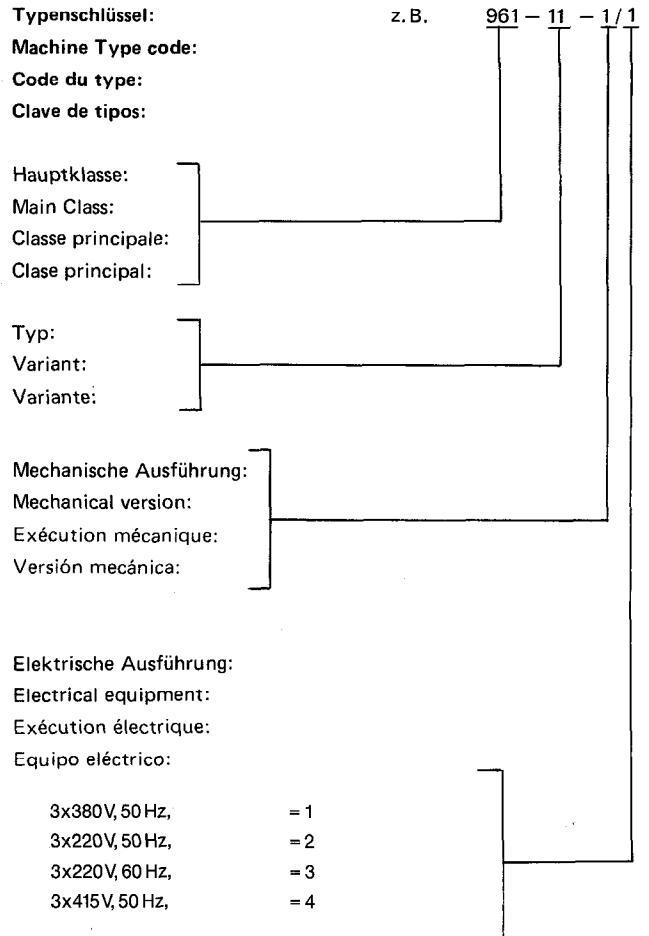 Typenschlüssel: z.B. 961 – 11 – 1/1
Machine Type code:
Code du type:
Clave de tipos:
Hauptklasse:
Main Class:
Classe principale:
Clase principal:
Typ:
Variant:
Variante:
Mechanische Ausführung:
Mechanical version:
Exécution mécanique:
Versión mecánica:
Elektrische Ausführung:
Electrical equipment:
Exécution électrique:
Equipo eléctrico:
3x380V, 50 Hz, = 1
3x220V, 50 Hz, = 2
3x220V, 60 Hz, = 3
3x415V, 50 Hz, = 4